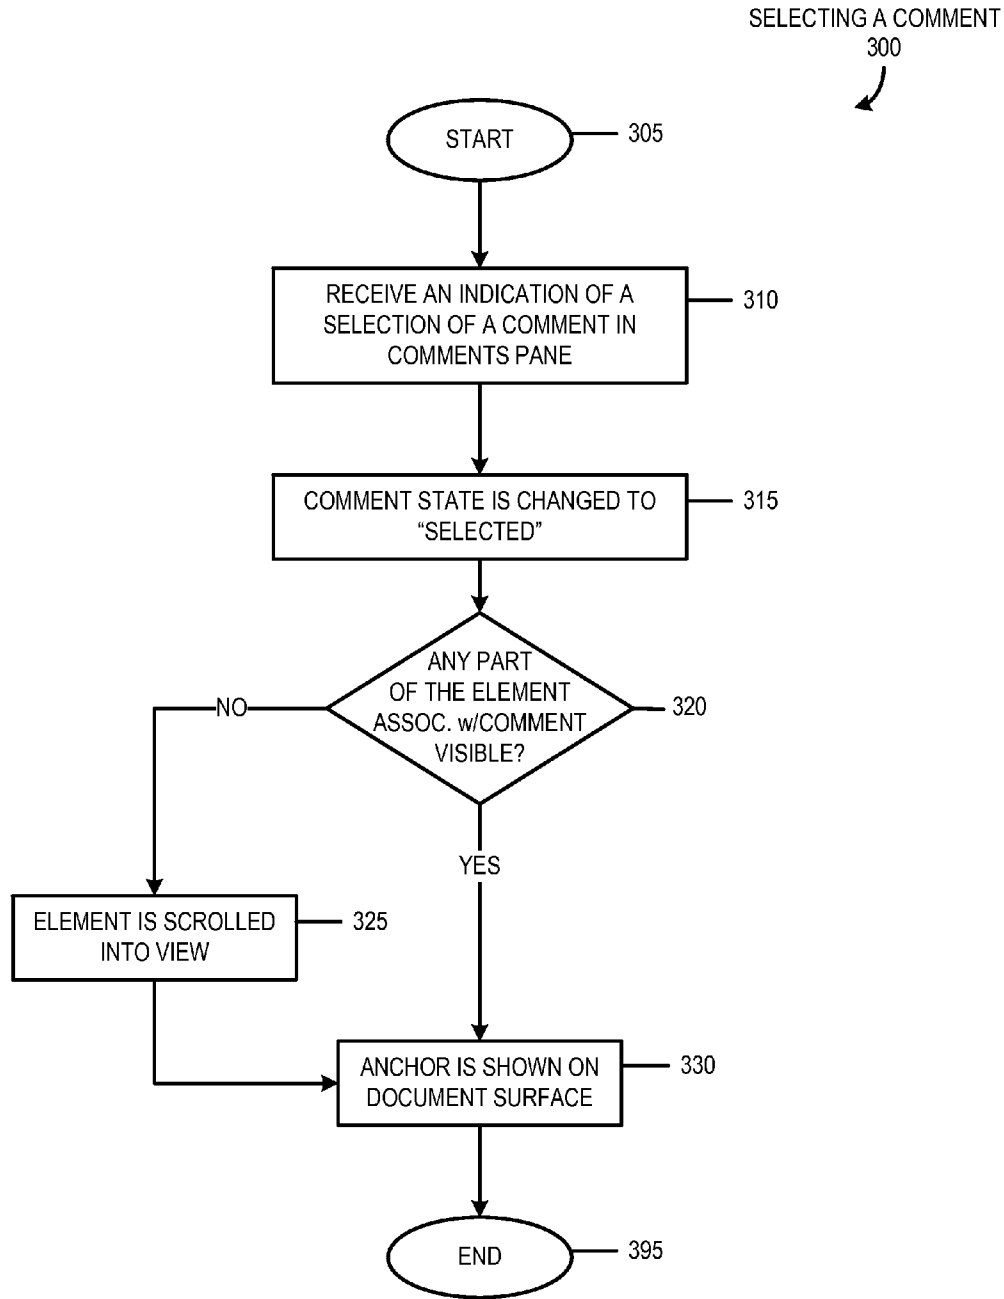 SELECTING A COMMENT
300
START
305
RECEIVE AN INDICATION OF A
SELECTION OF A COMMENT IN
COMMENTS PANE
310
COMMENT STATE IS CHANGED TO
“SELECTED”
315
ANY PART
OF THE ELEMENT
ASSOC. w/COMMENT
VISIBLE?
320
NO
YES
ELEMENT IS SCROLLED
INTO VIEW
325
ANCHOR IS SHOWN ON
DOCUMENT SURFACE
330
END
395